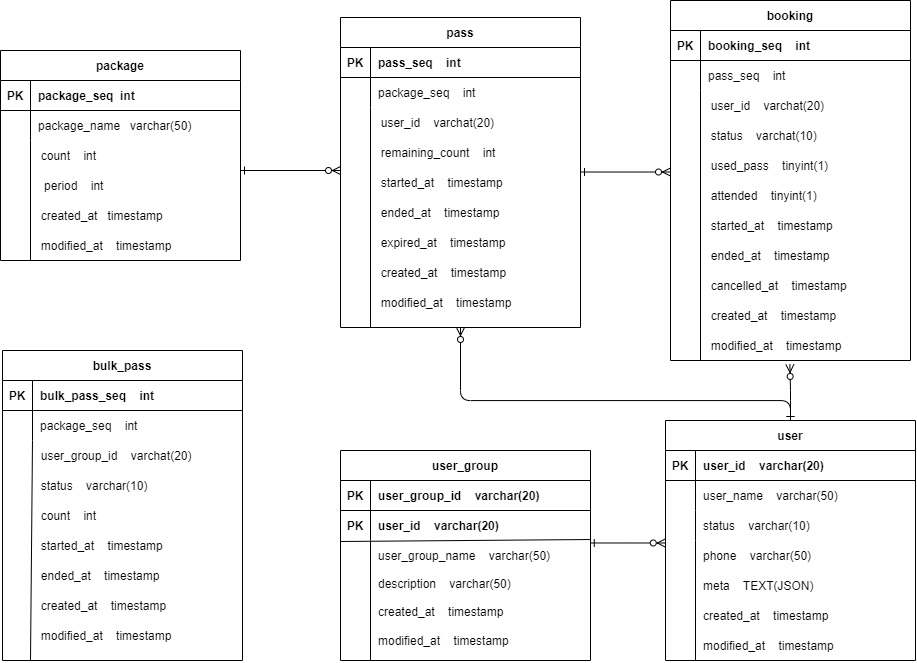 package
PK package_seq int
package_name varchar(50)
count int
period int
created_at timestamp
modified_at timestamp
pass
PK pass_seq int
package_seq int
user_id varchat(20)
remaining_count int
started_at timestamp
ended_at timestamp
expired_at timestamp
created_at timestamp
modified_at timestamp
booking
PK booking_seq int
pass_seq int
user_id varchat(20)
status varchat(10)
used_pass tinyint(1)
attended tinyint(1)
started_at timestamp
ended_at timestamp
cancelled_at timestamp
created_at timestamp
modified_at timestamp
bulk_pass
PK bulk_pass_seq int
package_seq int
user_group_id varchat(20)
status varchar(10)
count int
started_at timestamp
ended_at timestamp
created_at timestamp
modified_at timestamp
user_group
PK user_group_id varchar(20)
PK user_id varchar(20)
user_group_name varchar(50)
description varchar(50)
created_at timestamp
modified_at timestamp
user
PK user_id varchar(20)
user_name varchar(50)
status varchar(10)
phone varchar(50)
meta TEXT(JSON)
created_at timestamp
modified_at timestamp